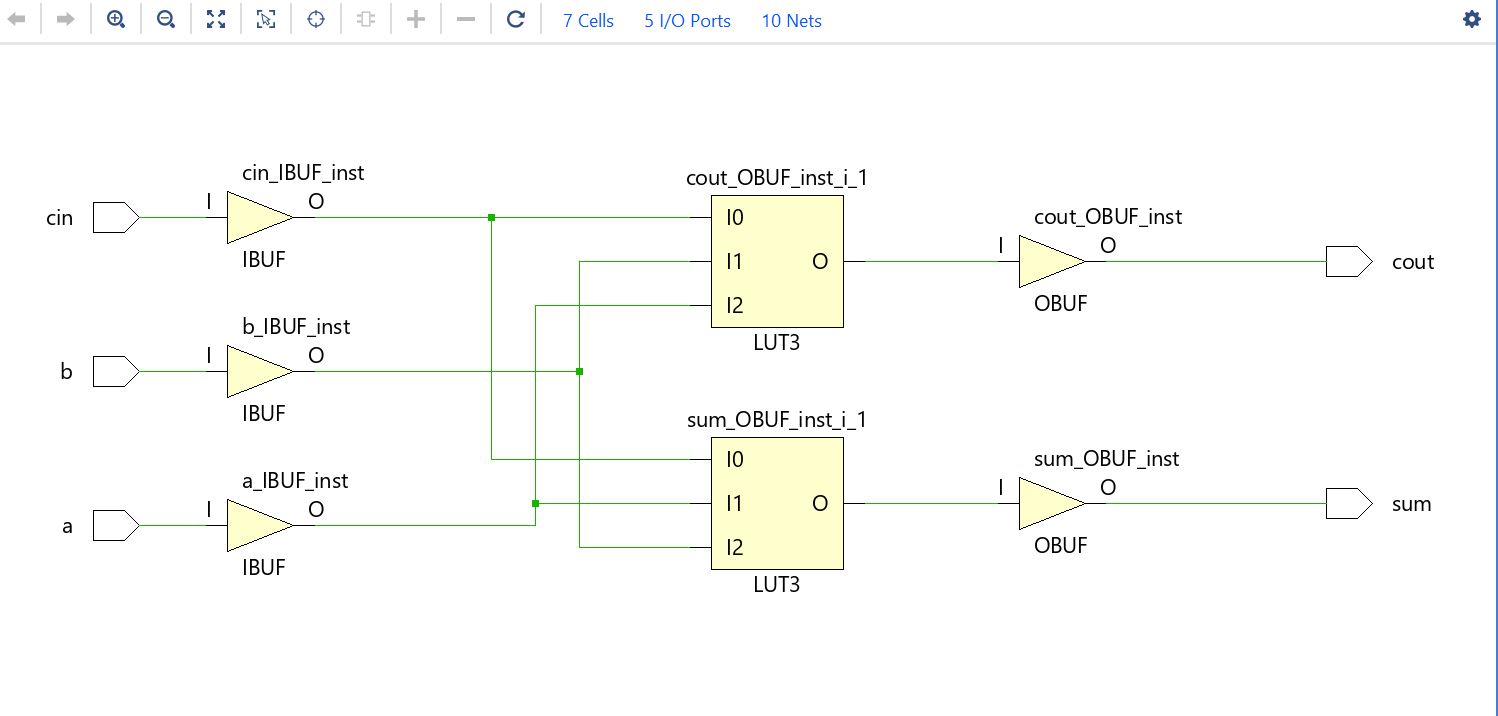 7 Cells 5 I/O Ports 10 Nets
cin_IBUF_inst
cin
I
O
IBUF
b_IBUF_inst
b
I
O
IBUF
a_IBUF_inst
a
I
O
IBUF
cout_OBUF_inst_i_1
I0
I1
I2
O
LUT3
sum_OBUF_inst_i_1
I0
I1
I2
O
LUT3
cout_OBUF_inst
I
O
OBUF
cout
sum_OBUF_inst
I
O
OBUF
sum